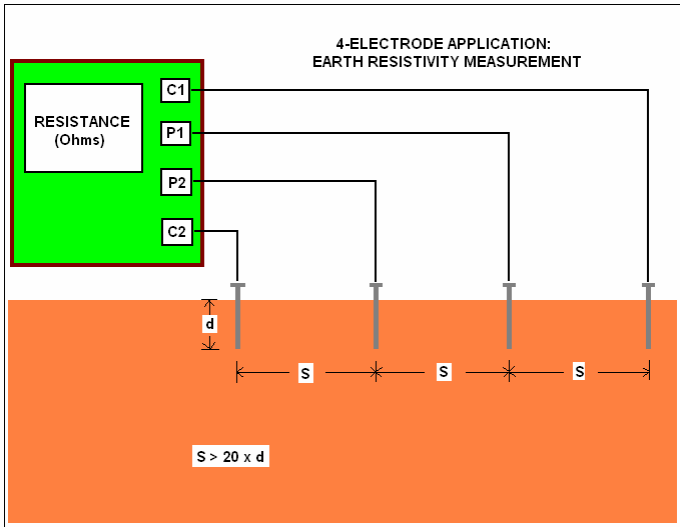 4-ELECTRODE APPLICATION:
EARTH RESISTIVITY MEASUREMENT
RESISTANCE
(Ohms)
C1
P1
P2
C2
d
S
S
S
S > 20 x d